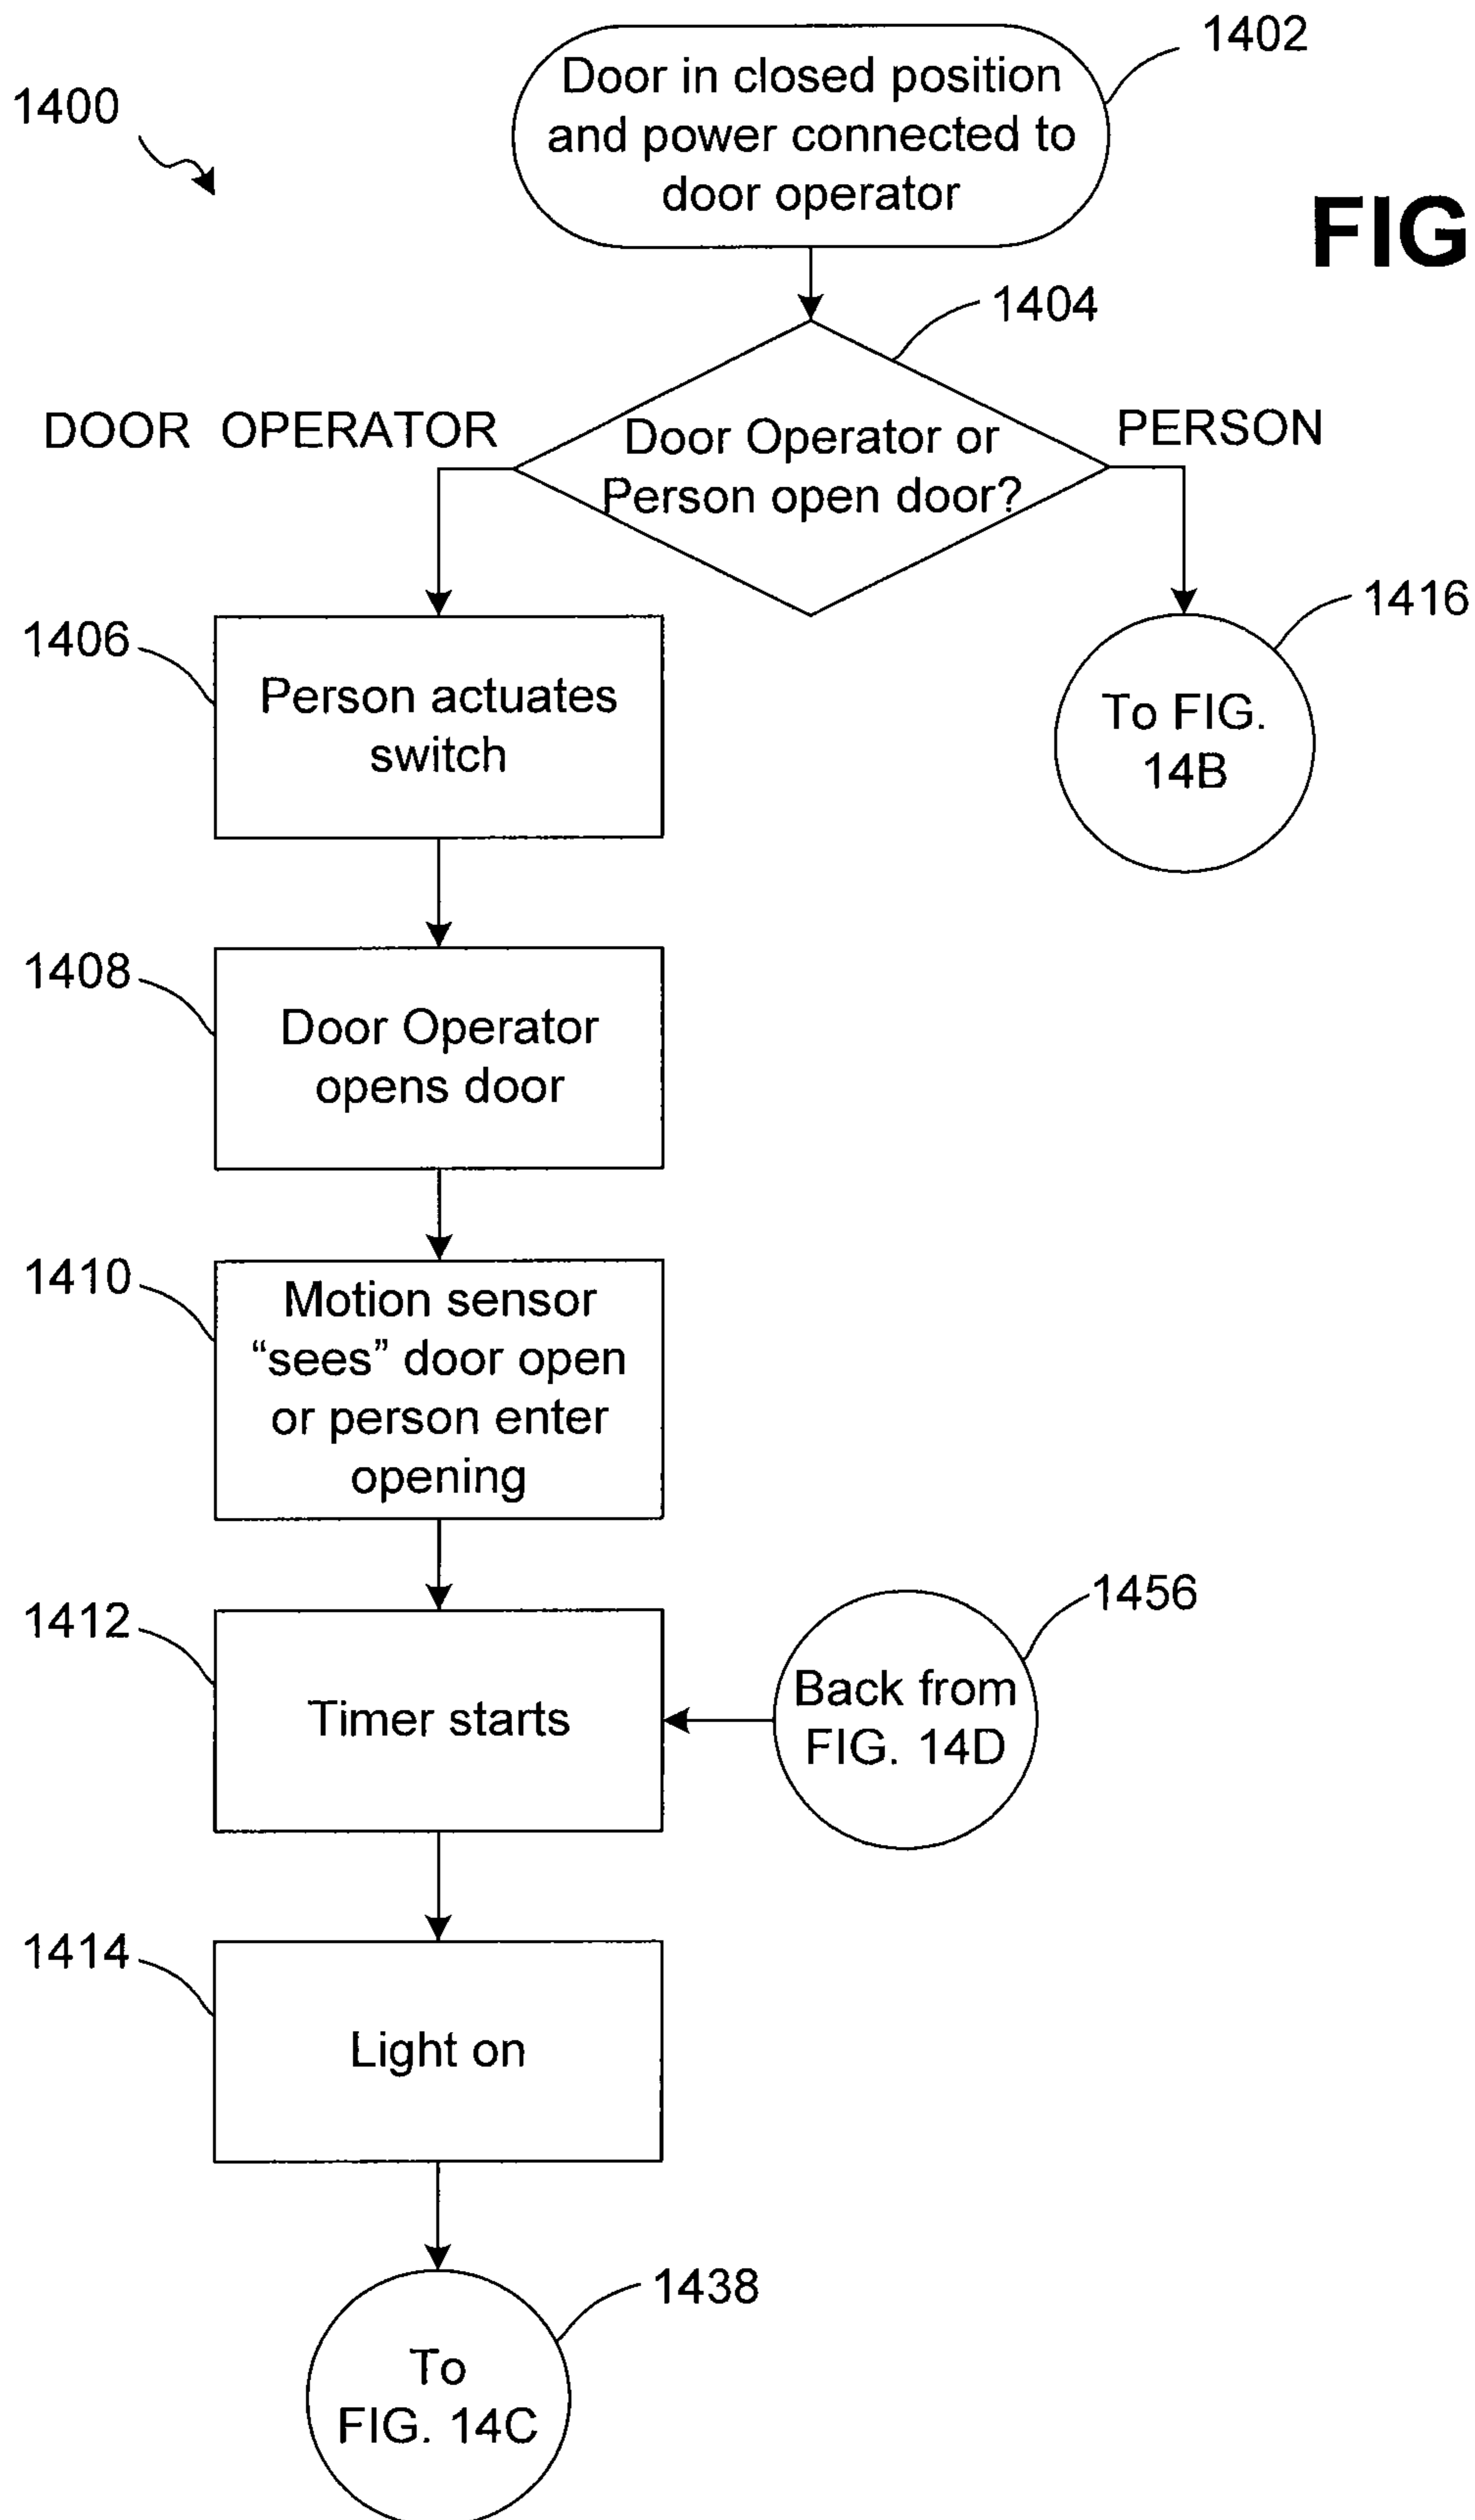 1402
Door in closed position
and power connected to
door operator
1400
FIG
1404
DOOR OPERATOR
Door Operator or
Person open door?
PERSON
1406
Person actuates
switch
1416
To FIG.
14B
1408
Door Operator
opens door
1410
Motion sensor
“sees” door open
or person enter
opening
1412
Timer starts
1456
Back from
FIG. 14D
1414
Light on
1438
To
FIG. 14C